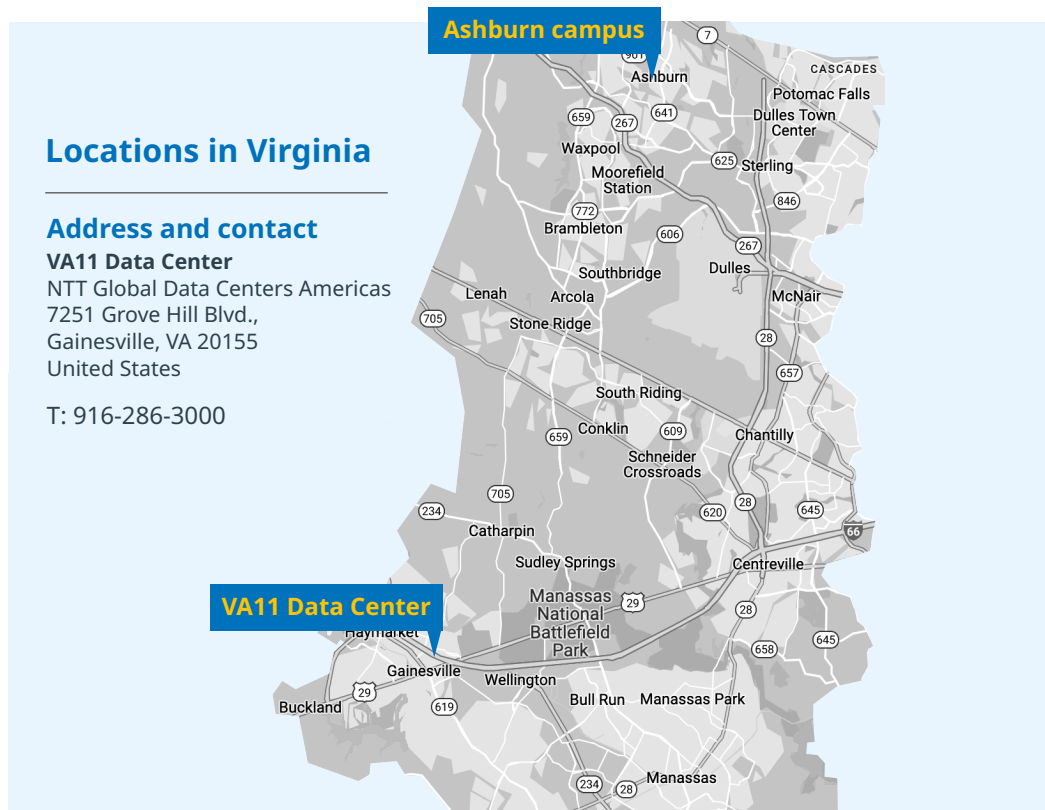 Ashburn campus
7
901
CASCADES
Ashburn
Potomac Falls
659
267
641
Dulles Town
Center
Locations in Virginia
Waxpool
625
Sterling
Moorefield
Station
846
Address and contact
772
Brambleton
606
267
VA11 Data Center
NTT Global Data Centers Americas
7251 Grove Hill Blvd.,
Gainesville, VA 20155
United States
T: 916-286-3000
Southbridge
Dulles
Lenah
Arcola
McNair
705
Stone Ridge
28
657
South Riding
659
Conklin
609
Chantilly
Schneider
Crossroads
705
234
28
620
645
Catharpin
66
Sudley Springs
Centreville
VA11 Data Center
Manassas
National
Battlefield
Park
29
28
Haymarket
645
658
Gainesville
Wellington
29
Buckland
619
Bull Run
Manassas Park
234
28
Manassas